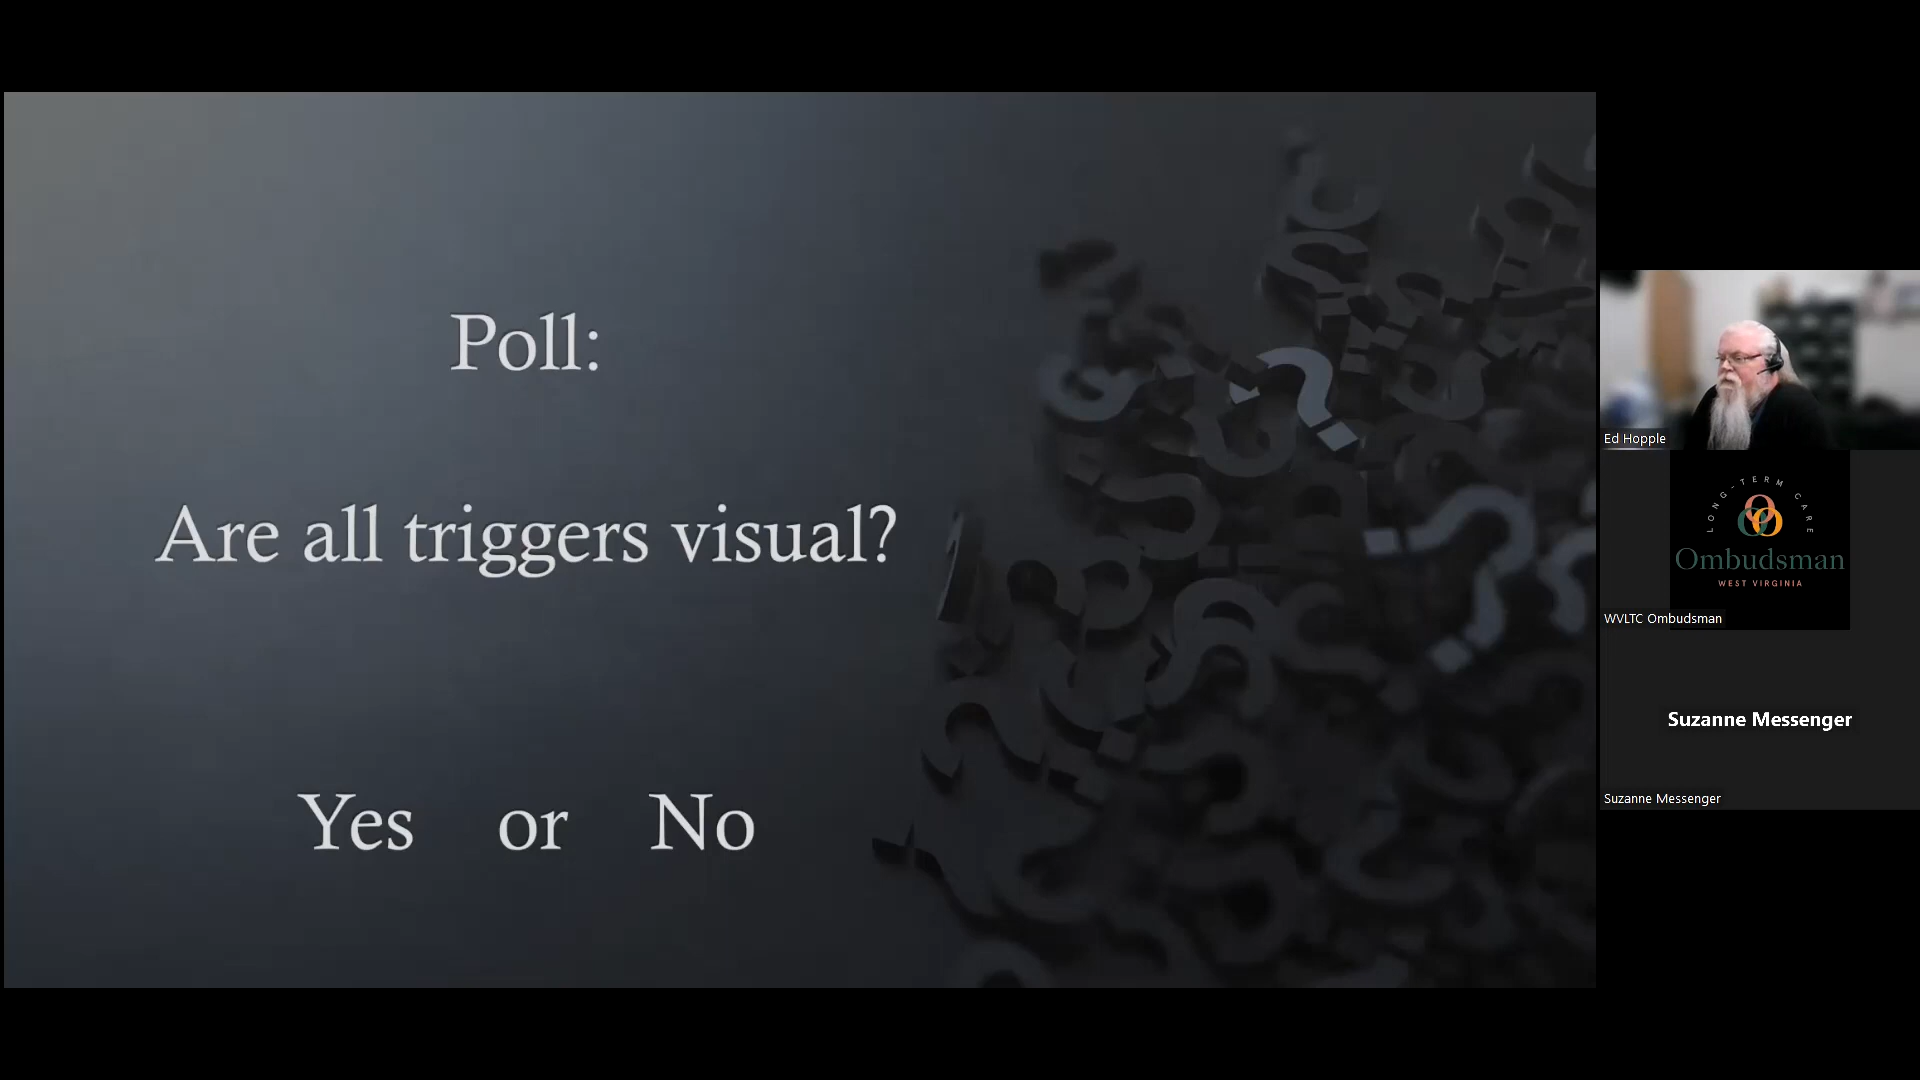 Poll:
Are all triggers visual?
Yes or No
Ed Hopple
LONG-TERM CARE
Ombudsman
WEST VIRGINIA
WVLTC Ombudsman
Suzanne Messenger
Suzanne Messenger